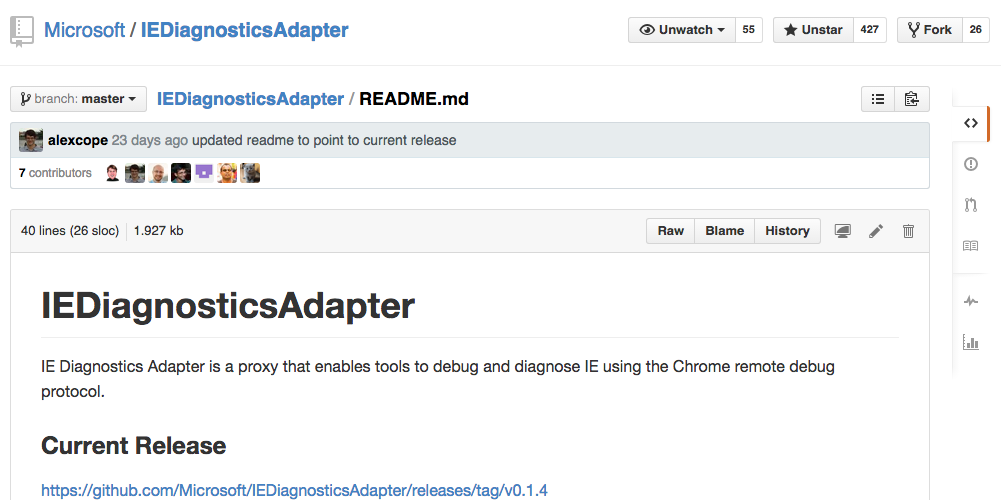 Microsoft / IEDiagnosticsAdapter
Unwatch 55 Unstar 427 Fork 26
branch: master IEDiagnosticsAdapter / README.md
alexcope 23 days ago updated readme to point to current release
7 contributors
40 lines (26 sloc) 1.927 kb Raw Blame History
IEDiagnosticsAdapter
IE Diagnostics Adapter is a proxy that enables tools to debug and diagnose IE using the Chrome remote debug
protocol.
Current Release
https://github.com/Microsoft/IEDiagnosticsAdapter/releases/tag/v0.1.4